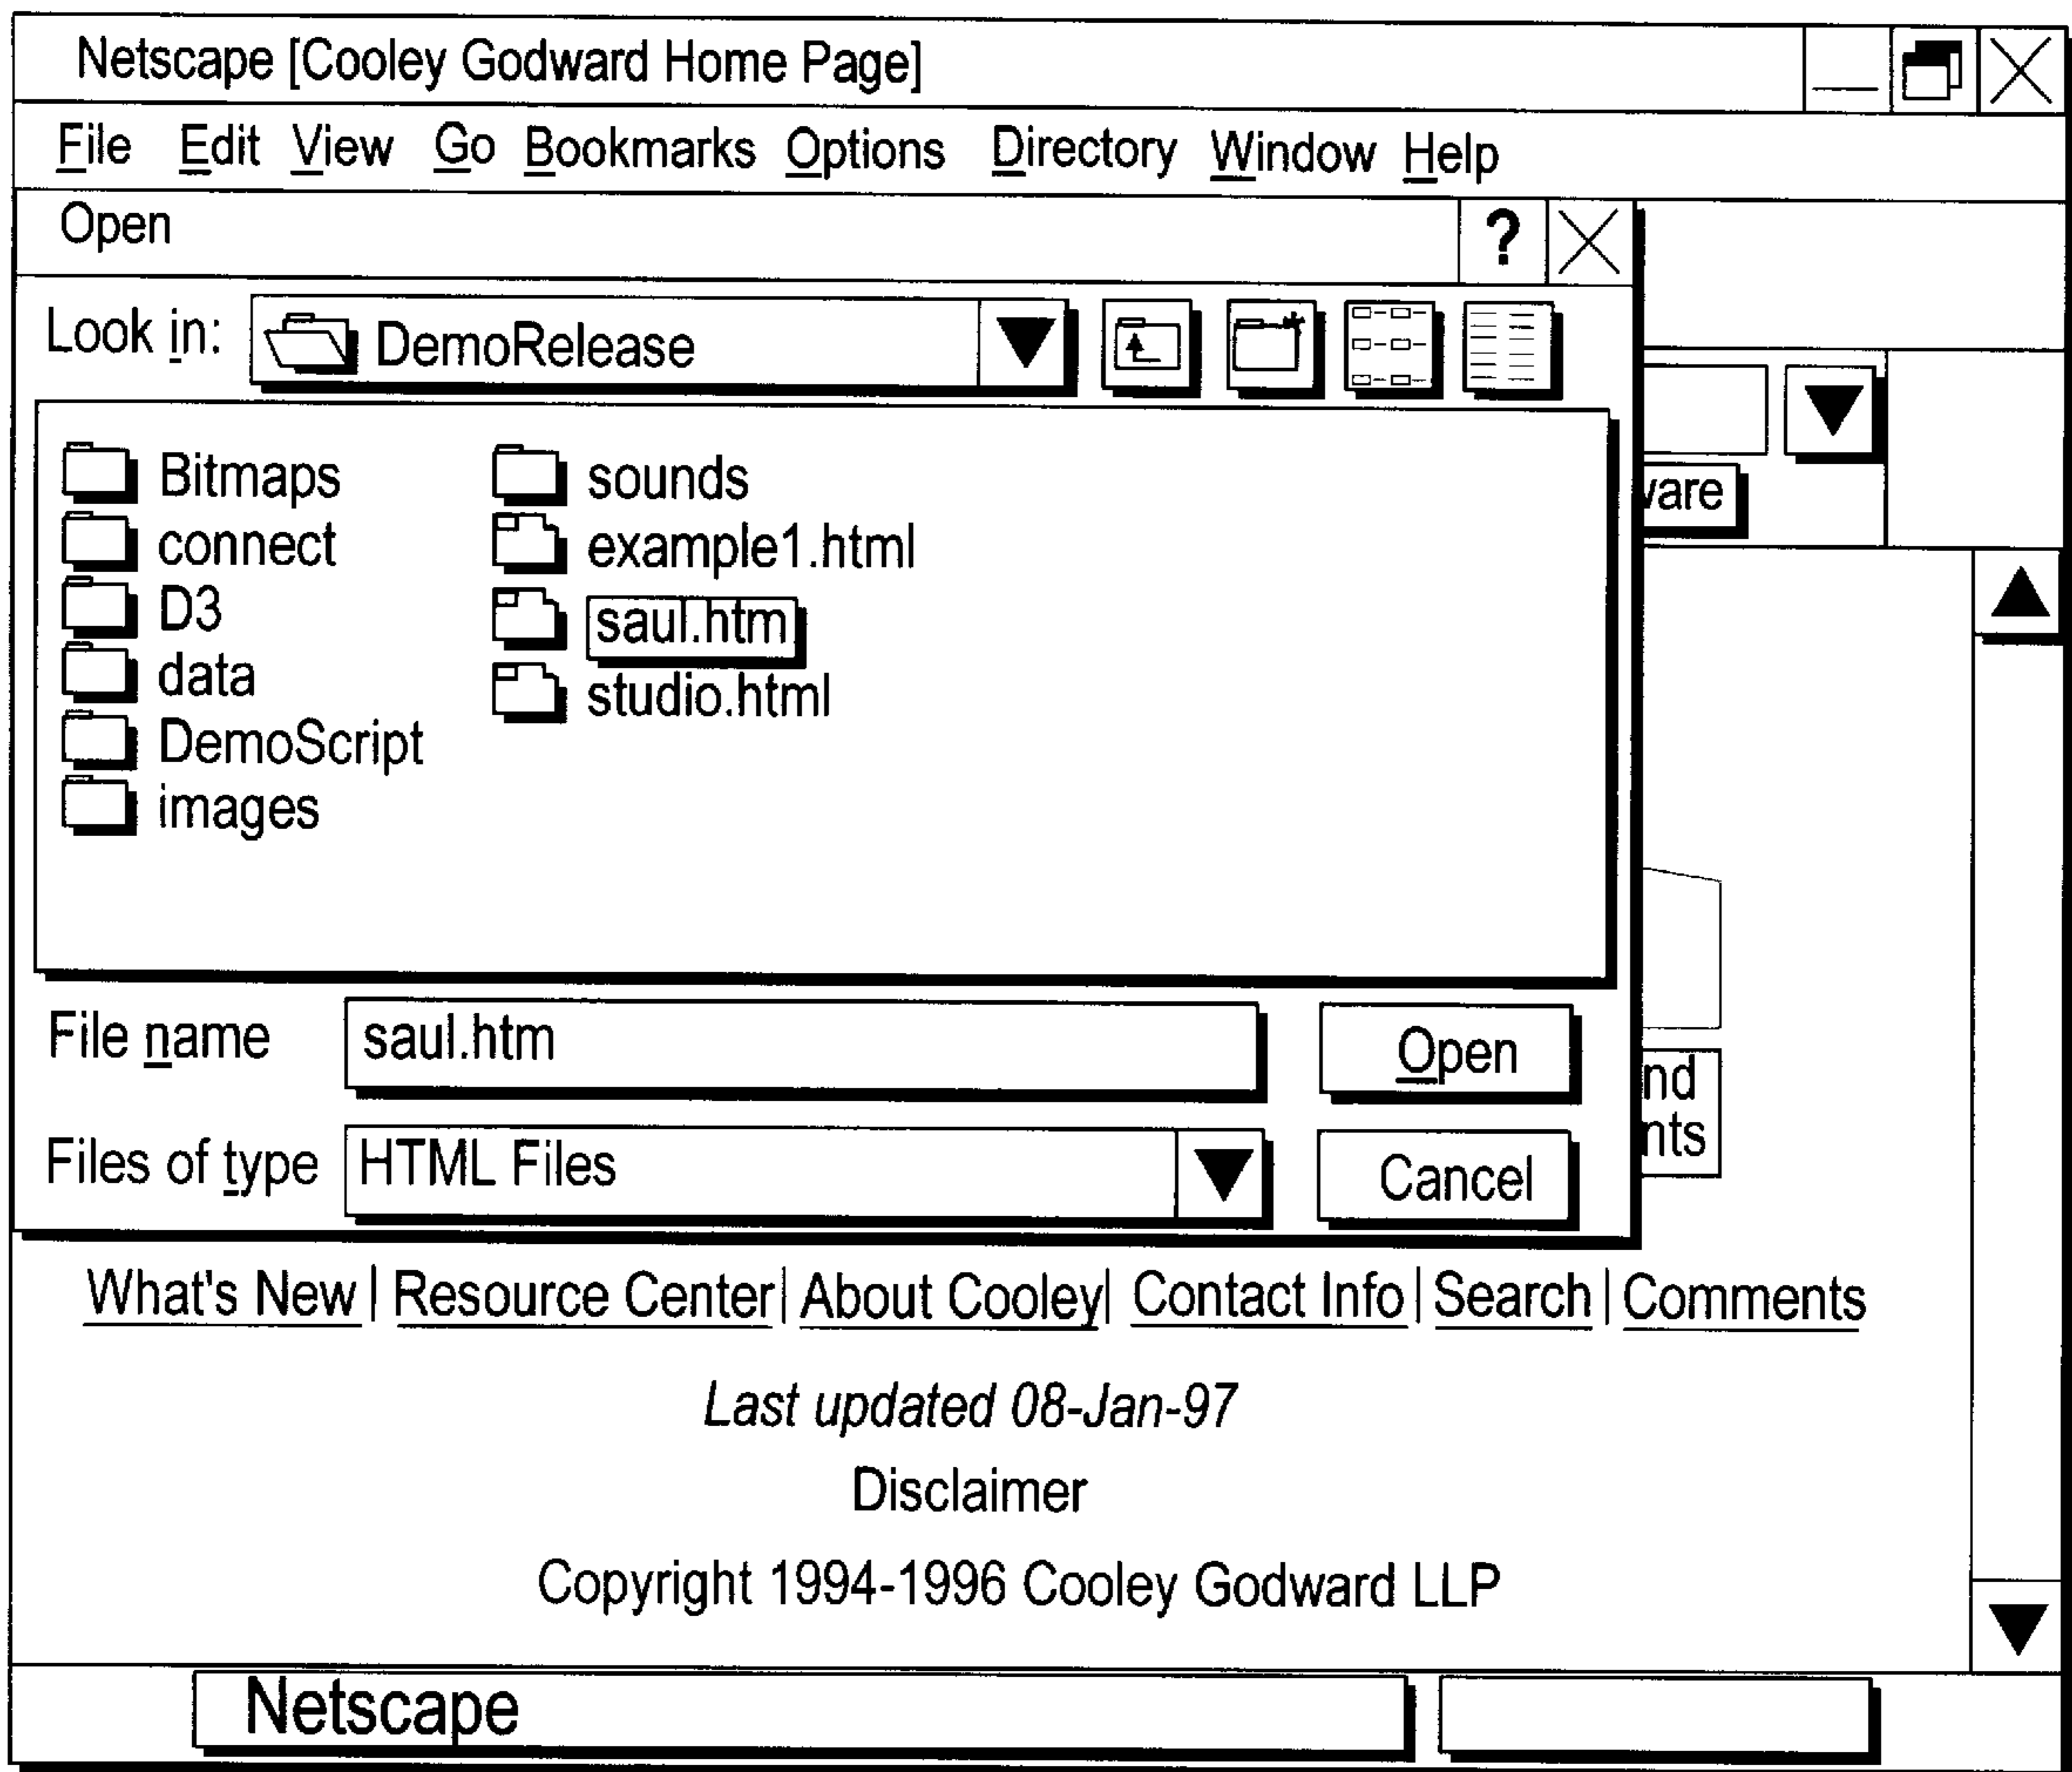 Netscape [Cooley Godward Home Page]
File Edit View Go Bookmarks Options Directory Window Help
Open ?
Look in: DemoRelease
Bitmaps
connect
D3
data
DemoScript
images
sounds
example1.html
saul.htm
studio.html
ware
File name saul.htm Open
nd
nts
Files of type HTML Files Cancel
What's New | Resource Center | About Cooley | Contact Info | Search | Comments
Last updated 08-Jan-97
Disclaimer
Copyright 1994-1996 Cooley Godward LLP
Netscape